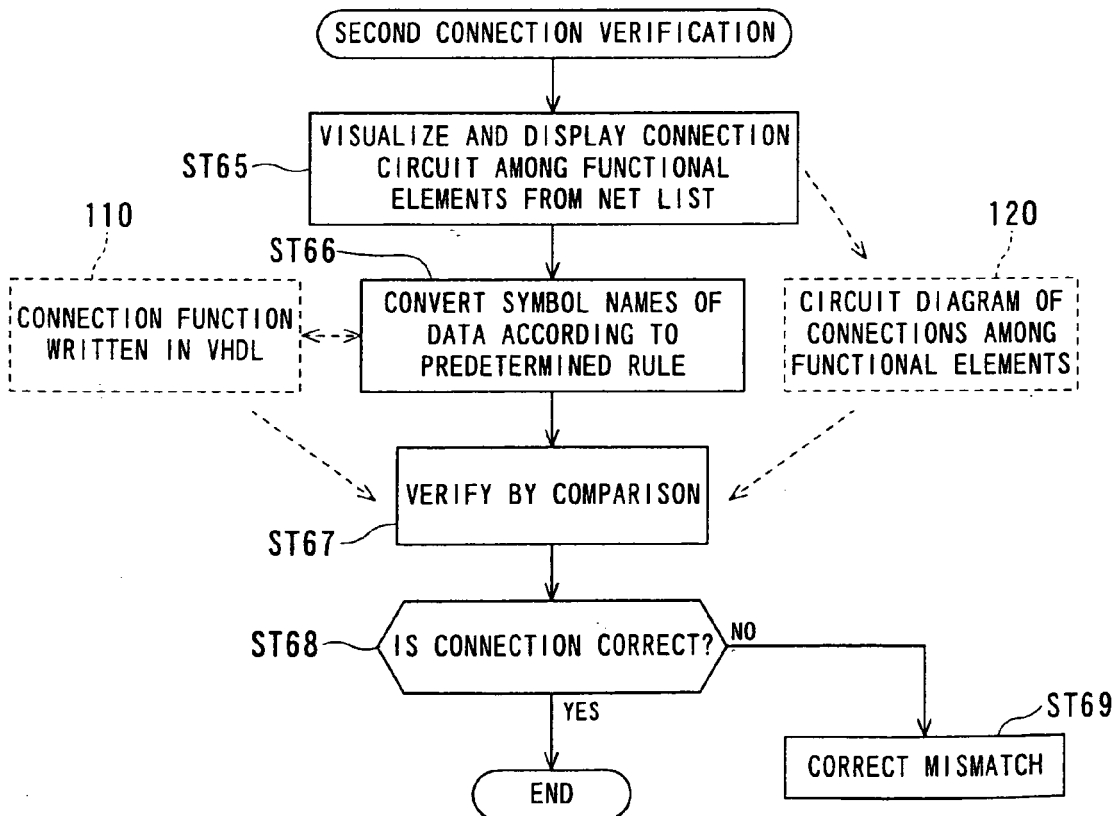 SECOND CONNECTION VERIFICATION
VISUALIZE AND DISPLAY CONNECTION
CIRCUIT AMONG FUNCTIONAL
ELEMENTS FROM NET LIST
ST65
110
ST66
120
CONNECTION FUNCTION
WRITTEN IN VHDL
CONVERT SYMBOL NAMES OF
DATA ACCORDING TO
PREDETERMINED RULE
CIRCUIT DIAGRAM OF
CONNECTIONS AMONG
FUNCTIONAL ELEMENTS
VERIFY BY COMPARISON
ST67
ST68
IS CONNECTION CORRECT?
NO
YES
ST69
CORRECT MISMATCH
END